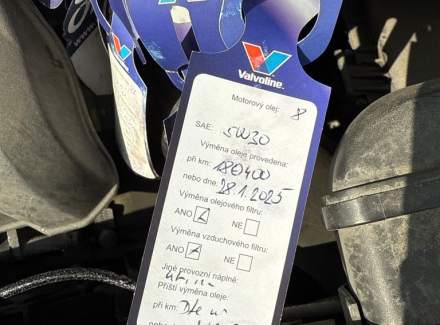 Valvoline.
Motorový olej: 8
SAE: 5W30
Výměna oleje provedena:
při km: 180400
nebo dne: 28.1.2025
Výměna olejového filtru:
ANO NE
Výměna vzduchového filtru:
ANO NE
Jiné provozní náplně:
Příští výměna oleje:
při km: